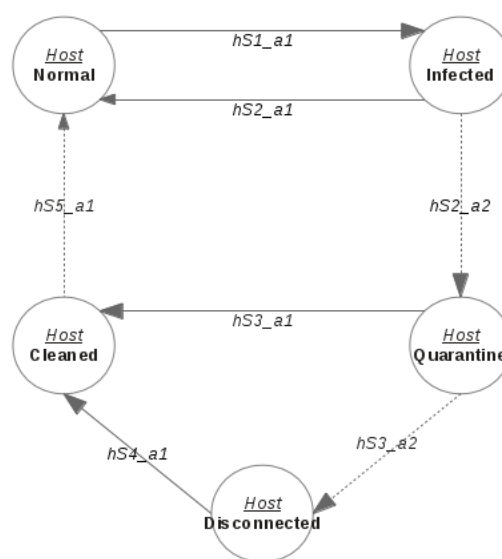 Host
Normal
hS1_a1
Host
Infected
hS2_a1
hS5_a1
hS2_a2
Host
Cleaned
hS3_a1
Host
Quarantine
hS4_a1
hS3_a2
Host
Disconnected